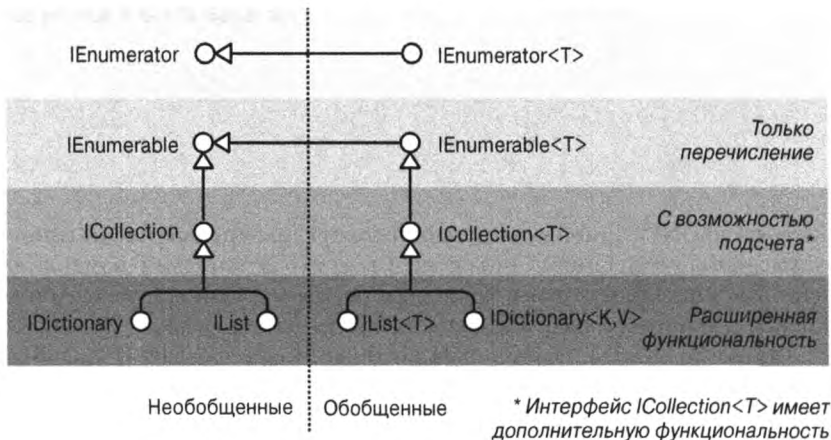 IEnumerator
IEnumerator<T>
IEnumerable
IEnumerable<T>
Только
перечисление
ICollection
ICollection<T>
С возможностью
подсчета*
IDictionary
IList
IList<T>
IDictionary<K,V>
Расширенная
функциональность
Необобщенные
Обобщенные
* Интерфейс ICollection<T> имеет
дополнительную функциональность